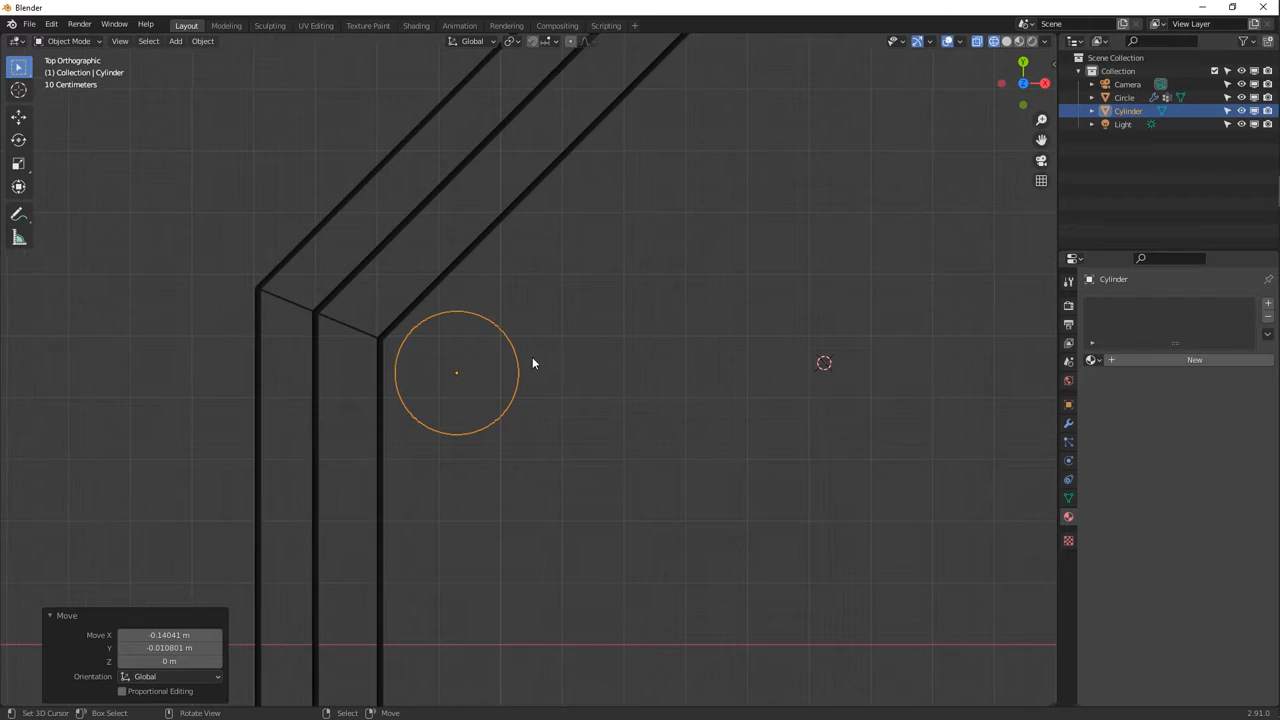 Blender
File Edit Render Window Help Layout Modeling Sculpting UV Editing Texture Paint Shading Animation Rendering Compositing Scripting + Scene View Layer
Object Mode View Select Add Object Global
Top Orthographic
(1) Collection | Cylinder
10 Centimeters
Y
Z X
Scene Collection
Collection
Camera
Circle
Cylinder
Light
Cylinder
+ New
Move
Move X -0.14041 m
Y -0.010801 m
Z 0 m
Orientation Global
Proportional Editing
Set 3D Cursor Box Select Rotate View Select Move 2.91.0